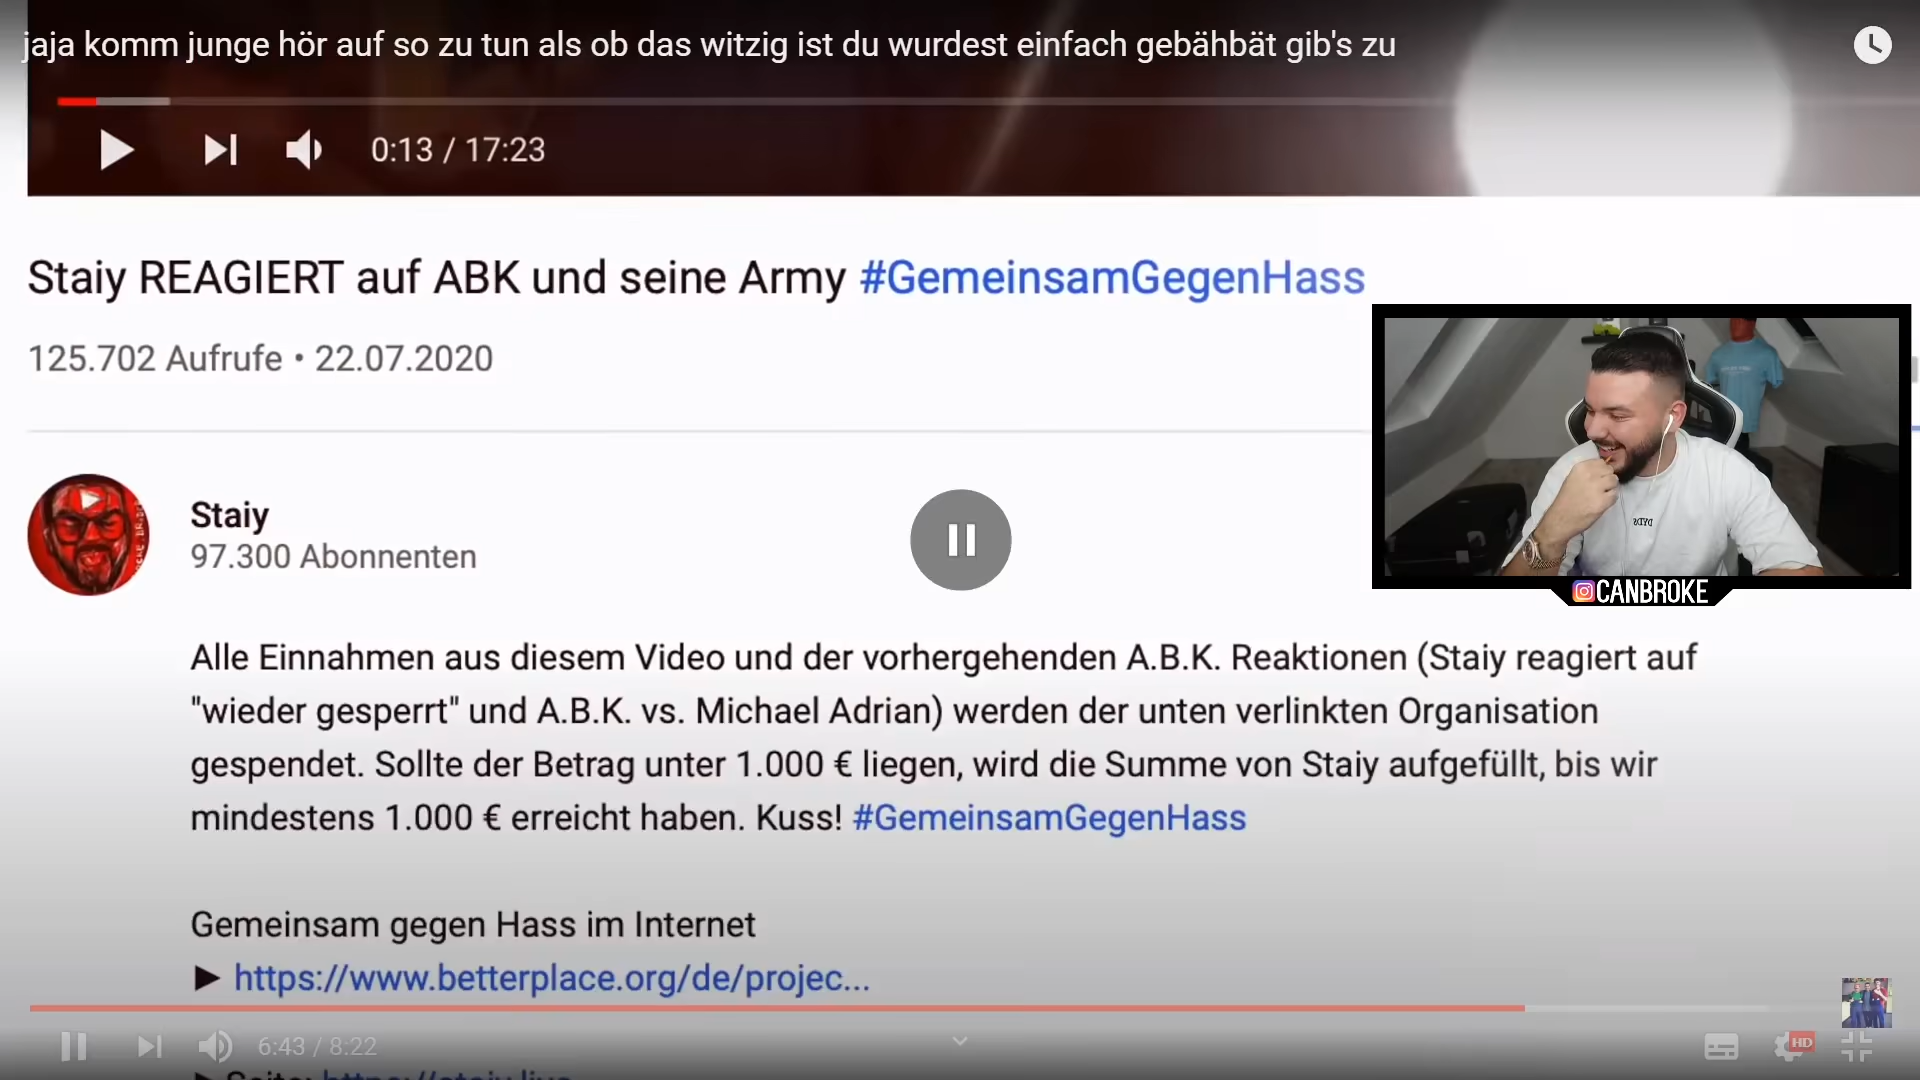 jaja komm junge hör auf so zu tun als ob das witzig ist du wurdest einfach gebähbät gib's zu
0:13 / 17:23
Staiy REAGIERT auf ABK und seine Army #GemeinsamGegenHass
125.702 Aufrufe • 22.07.2020
Staiy
97.300 Abonnenten
CANBROKE
Alle Einnahmen aus diesem Video und der vorhergehenden A.B.K. Reaktionen (Staiy reagiert auf
"wieder gesperrt" und A.B.K. vs. Michael Adrian) werden der unten verlinkten Organisation
gespendet. Sollte der Betrag unter 1.000 € liegen, wird die Summe von Staiy aufgefüllt, bis wir
mindestens 1.000 € erreicht haben. Kuss! #GemeinsamGegenHass
Gemeinsam gegen Hass im Internet
► https://www.betterplace.org/de/projec...
6:43 / 8:22
HD